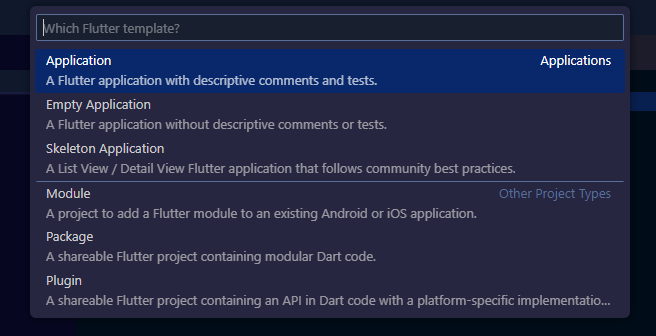 Which Flutter template?
Application Applications
A Flutter application with descriptive comments and tests.
Empty Application
A Flutter application without descriptive comments or tests.
Skeleton Application
A List View / Detail View Flutter application that follows community best practices.
Module Other Project Types
A project to add a Flutter module to an existing Android or iOS application.
Package
A shareable Flutter project containing modular Dart code.
Plugin
A shareable Flutter project containing an API in Dart code with a platform-specific implementatio...